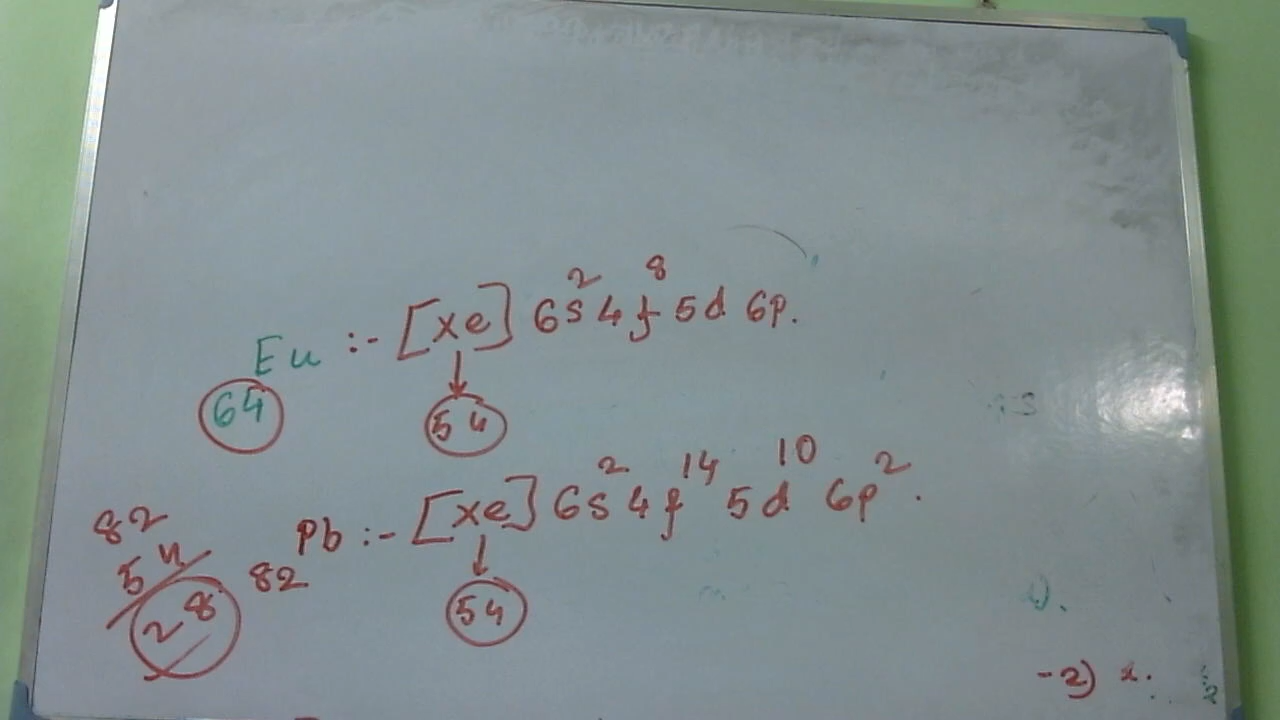 Eu :- [xe] 6s² 4f⁸ 5d 6p.
64
54
Pb :- [xe] 6s² 4f¹⁴ 5d¹⁰ 6p².
82
54
82
54
28
-2) x.